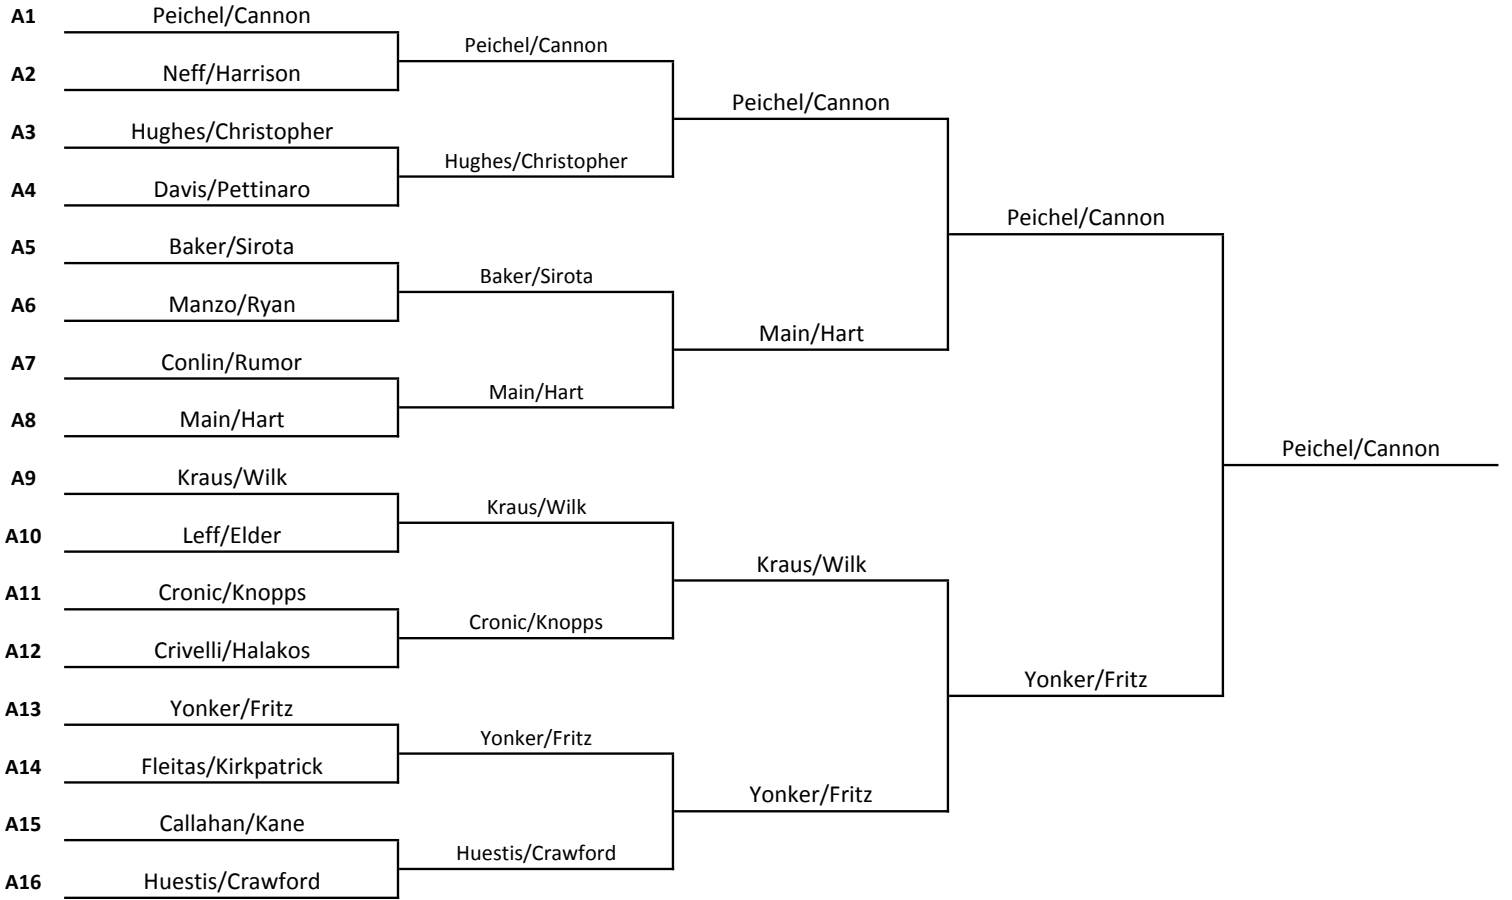 A1 Peichel/Cannon
Peichel/Cannon
A2 Neff/Harrison
Peichel/Cannon
A3 Hughes/Christopher
Hughes/Christopher
A4 Davis/Pettinaro
Peichel/Cannon
A5 Baker/Sirota
Baker/Sirota
A6 Manzo/Ryan
Main/Hart
A7 Conlin/Rumor
Main/Hart
A8 Main/Hart
Peichel/Cannon
A9 Kraus/Wilk
Kraus/Wilk
A10 Leff/Elder
Kraus/Wilk
A11 Cronic/Knopps
Cronic/Knopps
A12 Crivelli/Halakos
Yonker/Fritz
A13 Yonker/Fritz
Yonker/Fritz
A14 Fleitas/Kirkpatrick
Yonker/Fritz
A15 Callahan/Kane
Huestis/Crawford
A16 Huestis/Crawford